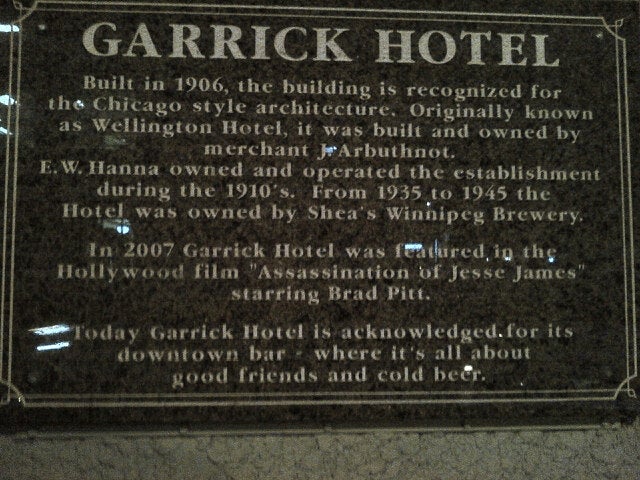 GARRICK HOTEL
Built in 1906, the building is recognized for
the Chicago style architecture. Originally known
as Wellington Hotel, it was built and owned by
merchant J. Arbuthnot.
E.W. Hanna owned and operated the establishment
during the 1910's. From 1935 to 1945 the
Hotel was owned by Shea's Winnipeg Brewery.
In 2007 Garrick Hotel was featured in the
Hollywood film "Assassination of Jesse James"
starring Brad Pitt.
Today Garrick Hotel is acknowledged for its
downtown bar - where it's all about
good friends and cold beer.